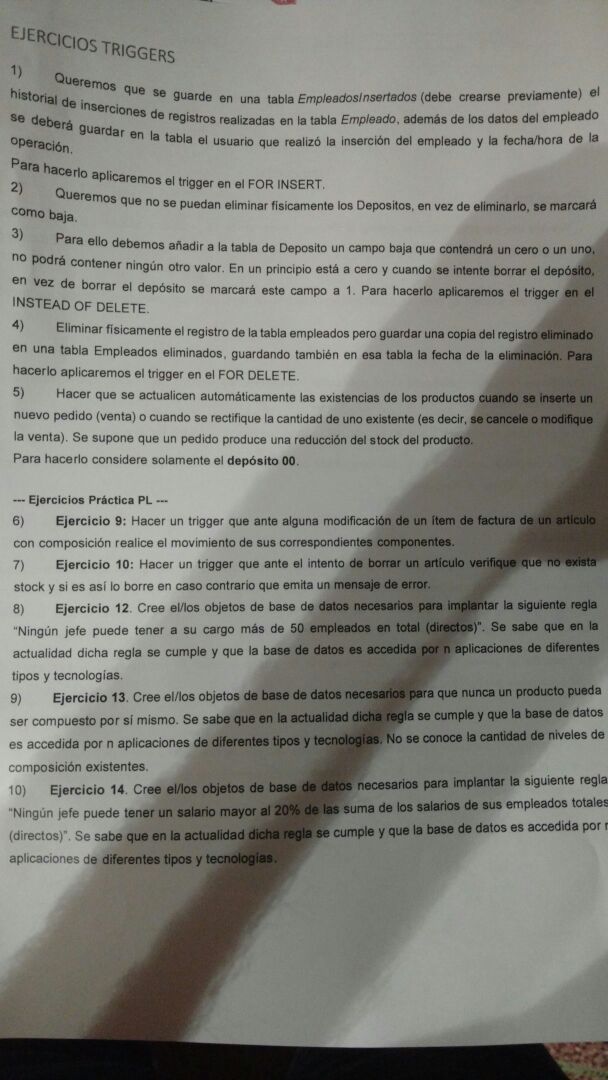 EJERCICIOS TRIGGERS
1) Queremos que se guarde en una tabla EmpleadosInsertados (debe crearse previamente) el
historial de inserciones de registros realizadas en la tabla Empleado, además de los datos del empleado
se deberá guardar en la tabla el usuario que realizó la inserción del empleado y la fecha/hora de la
operación.
Para hacerlo aplicaremos el trigger en el FOR INSERT.
2) Queremos que no se puedan eliminar físicamente los Depositos, en vez de eliminarlo, se marcará
como baja.
3) Para ello debemos añadir a la tabla de Deposito un campo baja que contendrá un cero o un uno,
no podrá contener ningún otro valor. En un principio está a cero y cuando se intente borrar el depósito,
en vez de borrar el depósito se marcará este campo a 1. Para hacerlo aplicaremos el trigger en el
INSTEAD OF DELETE.
4) Eliminar físicamente el registro de la tabla empleados pero guardar una copia del registro eliminado
en una tabla Empleados eliminados, guardando también en esa tabla la fecha de la eliminación. Para
hacerlo aplicaremos el trigger en el FOR DELETE.
5) Hacer que se actualicen automáticamente las existencias de los productos cuando se inserte un
nuevo pedido (venta) o cuando se rectifique la cantidad de uno existente (es decir, se cancele o modifique
la venta). Se supone que un pedido produce una reducción del stock del producto.
Para hacerlo considere solamente el depósito 00.
--- Ejercicios Práctica PL ---
6) Ejercicio 9: Hacer un trigger que ante alguna modificación de un ítem de factura de un artículo
con composición realice el movimiento de sus correspondientes componentes.
7) Ejercicio 10: Hacer un trigger que ante el intento de borrar un artículo verifique que no exista
stock y si es así lo borre en caso contrario que emita un mensaje de error.
8) Ejercicio 12. Cree el/los objetos de base de datos necesarios para implantar la siguiente regla
"Ningún jefe puede tener a su cargo más de 50 empleados en total (directos)". Se sabe que en la
actualidad dicha regla se cumple y que la base de datos es accedida por n aplicaciones de diferentes
tipos y tecnologías.
9) Ejercicio 13. Cree el/los objetos de base de datos necesarios para que nunca un producto pueda
ser compuesto por sí mismo. Se sabe que en la actualidad dicha regla se cumple y que la base de datos
es accedida por n aplicaciones de diferentes tipos y tecnologías. No se conoce la cantidad de niveles de
composición existentes.
10) Ejercicio 14. Cree el/los objetos de base de datos necesarios para implantar la siguiente regla
"Ningún jefe puede tener un salario mayor al 20% de las suma de los salarios de sus empleados totales
(directos)". Se sabe que en la actualidad dicha regla se cumple y que la base de datos es accedida por n
aplicaciones de diferentes tipos y tecnologías.